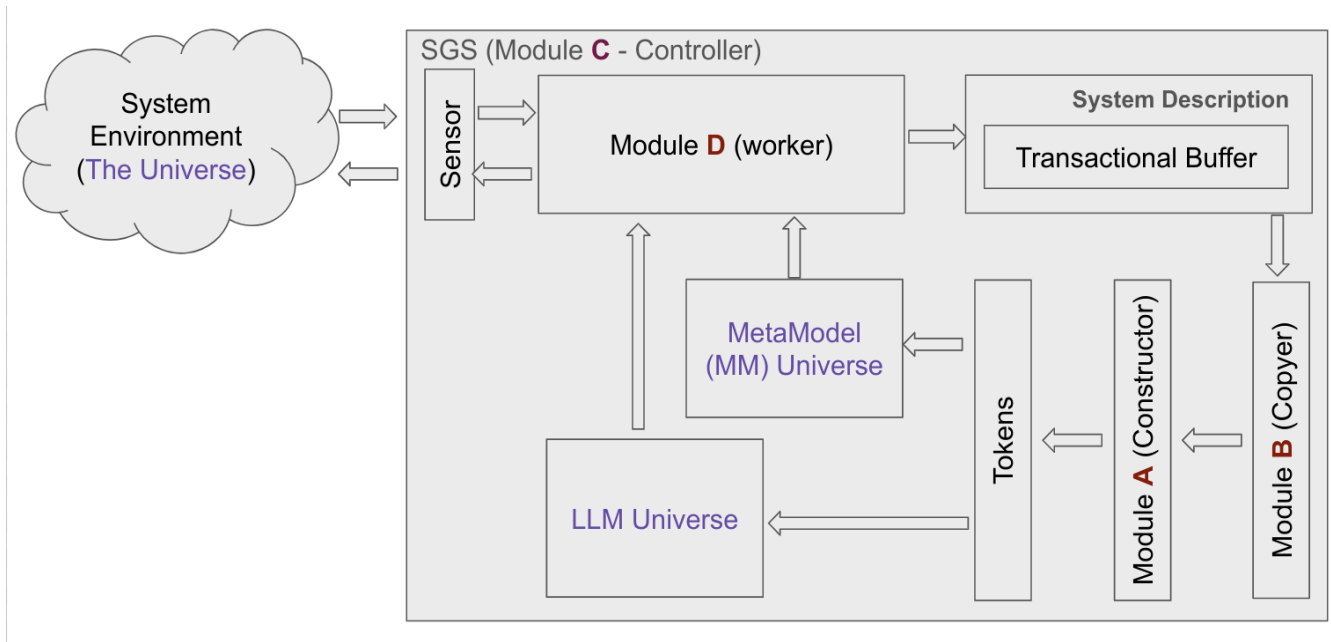 SGS (Module C - Controller)
System
Environment
(The Universe)
Sensor
Module D (worker)
System Description
Transactional Buffer
MetaModel
(MM) Universe
LLM Universe
Tokens
Module A (Constructor)
Module B (Copyer)